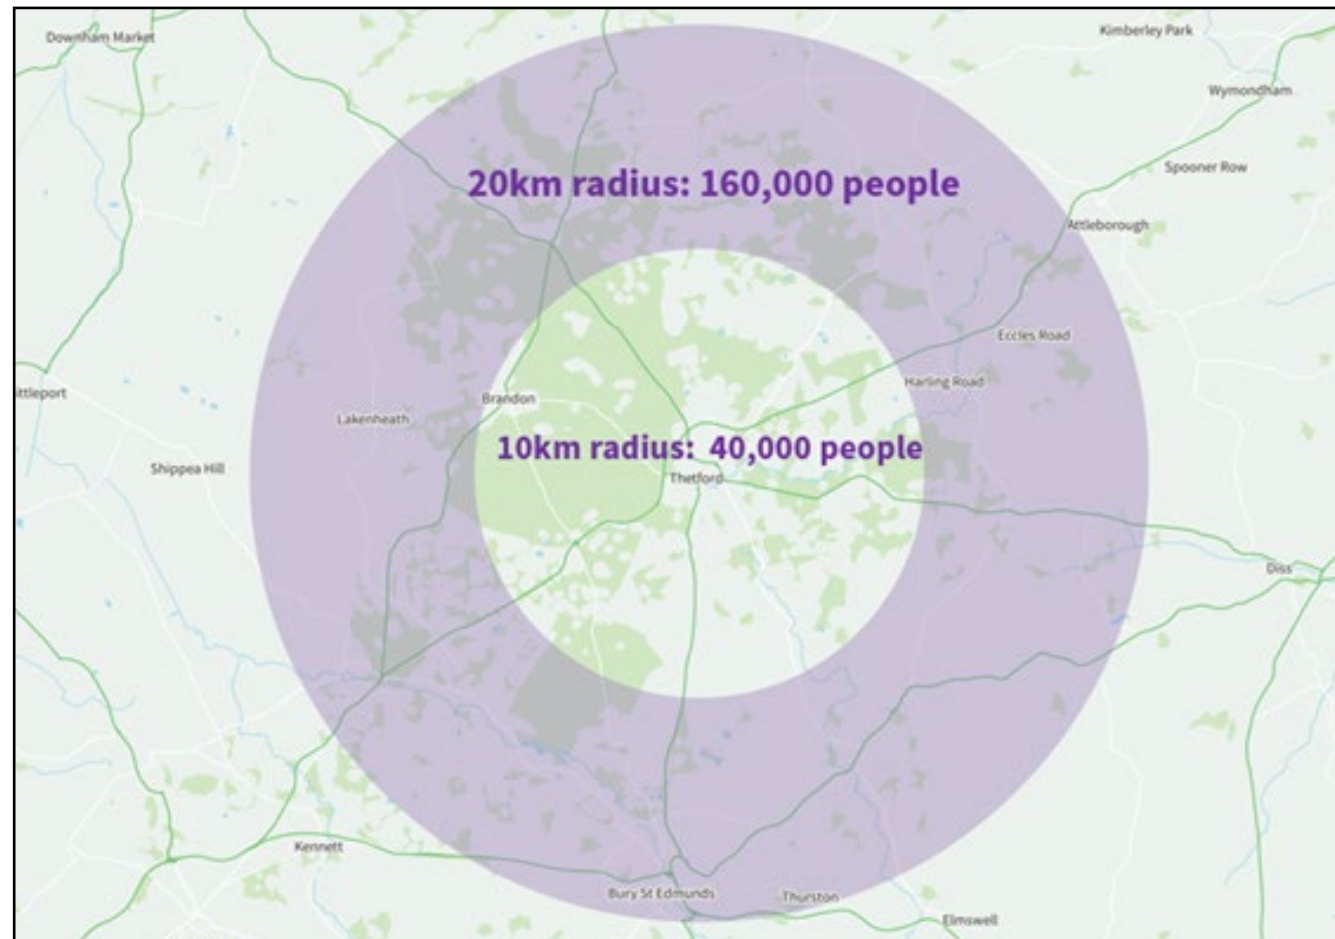 Kimberley Park
Downham Market
Wymondham
Spooner Row
20km radius: 160,000 people
Attleborough
Eccles Road
Harling Road
ittleport
Brandon
Lakenheath
10km radius:  40,000 people
Shippea Hill
Thetford
Diss
Kennett
Bury St Edmunds
Thurston
Elmswell